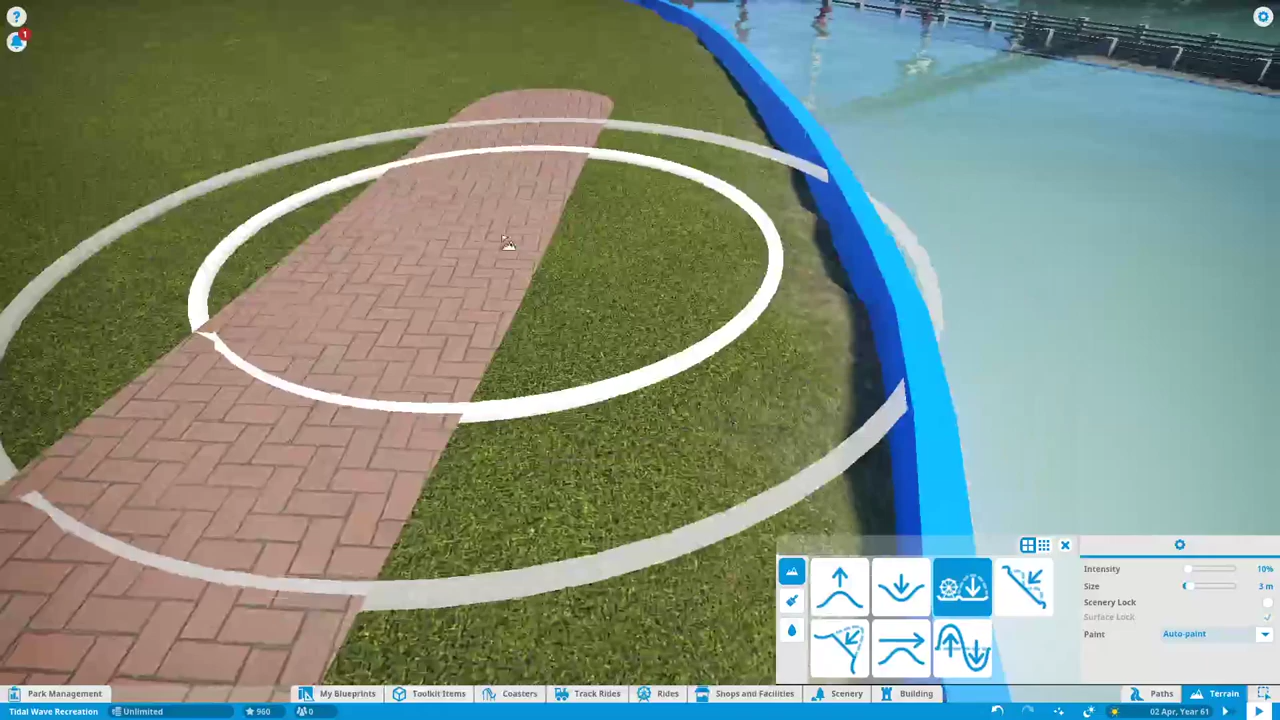 ?
1
Intensity 10%
Size 3 m
Scenery Lock
Surface Lock
Paint Auto-paint
Park Management My Blueprints Toolkit Items Coasters Track Rides Rides Shops and Facilities Scenery Building Paths Terrain
Tidal Wave Recreation Unlimited 960 0 02 Apr, Year 61